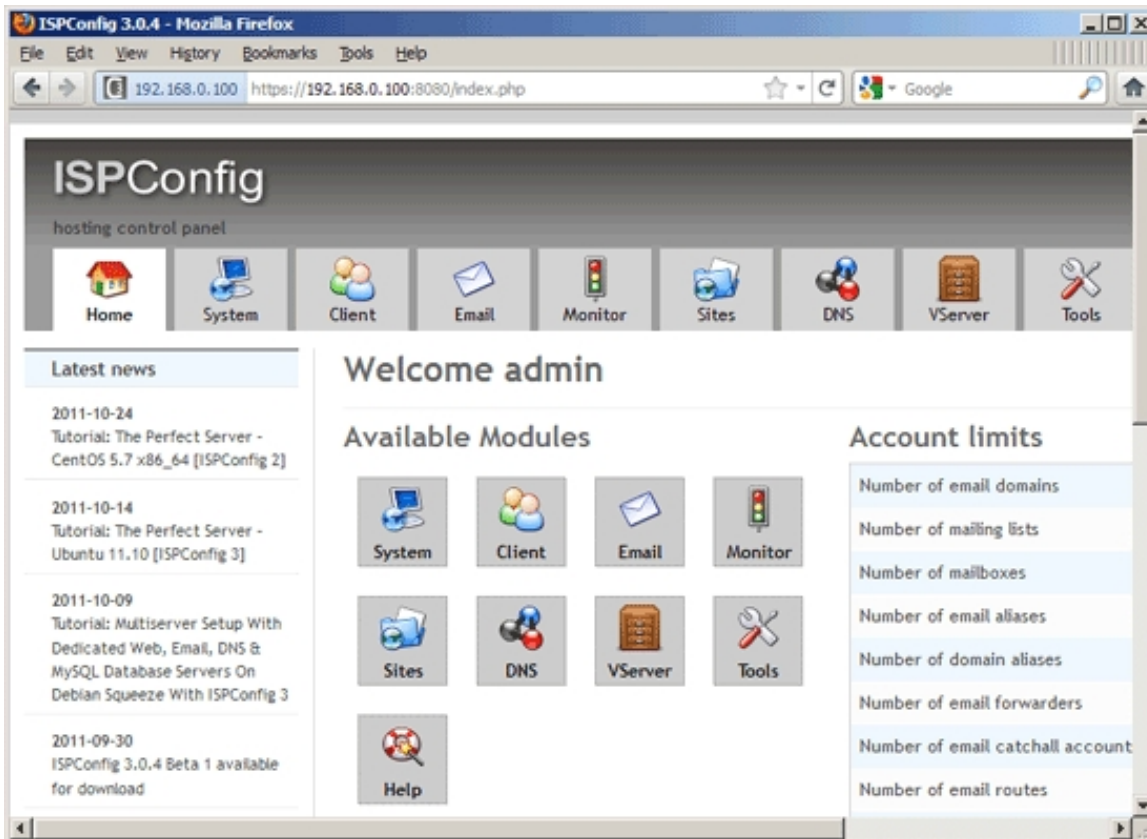 ISPConfig 3.0.4 - Mozilla Firefox
File Edit View History Bookmarks Tools Help
192.168.0.100 https://192.168.0.100:8080/index.php Google
ISPConfig
hosting control panel
Home System Client Email Monitor Sites DNS VServer Tools
Latest news
2011-10-24
Tutorial: The Perfect Server -
CentOS 5.7 x86_64 [ISPConfig 2]
2011-10-14
Tutorial: The Perfect Server -
Ubuntu 11.10 [ISPConfig 3]
2011-10-09
Tutorial: Multiserver Setup With
Dedicated Web, Email, DNS &
MySQL Database Servers On
Debian Squeeze With ISPConfig 3
2011-09-30
ISPConfig 3.0.4 Beta 1 available
for download
Welcome admin
Available Modules
System Client Email Monitor
Sites DNS VServer Tools
Help
Account limits
Number of email domains
Number of mailing lists
Number of mailboxes
Number of email aliases
Number of domain aliases
Number of email forwarders
Number of email catchall account
Number of email routes